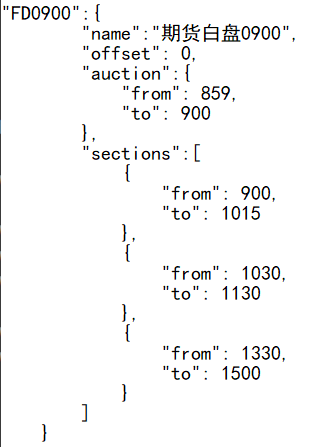 "FD0900":{
"name":"期货白盘0900",
"offset": 0,
"auction":{
"from": 859,
"to": 900
},
"sections":[
{
"from": 900,
"to": 1015
},
{
"from": 1030,
"to": 1130
},
{
"from": 1330,
"to": 1500
}
]
}